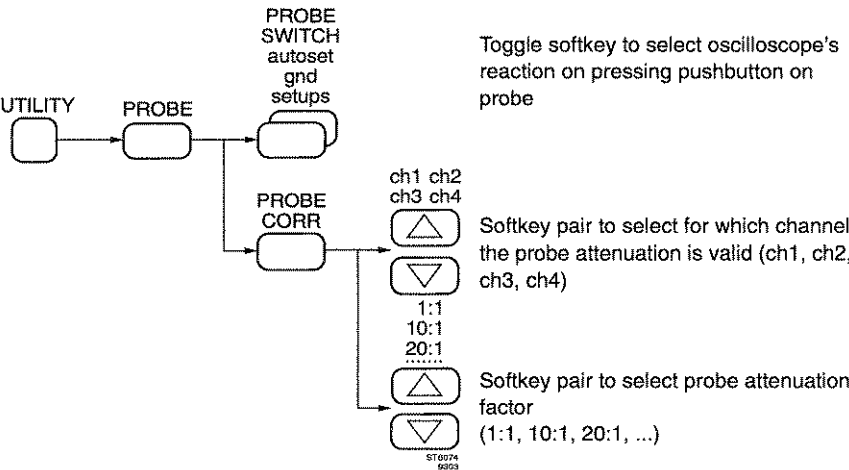 PROBE
SWITCH
autoset
gnd
setups
Toggle softkey to select oscilloscope's
reaction on pressing pushbutton on
probe
UTILITY
PROBE
ch1 ch2
ch3 ch4
PROBE
CORR
Softkey pair to select for which channel
the probe attenuation is valid (ch1, ch2,
ch3, ch4)
1:1
10:1
20:1
.......
Softkey pair to select probe attenuation
factor
(1:1, 10:1, 20:1, ...)
ST6074
9303